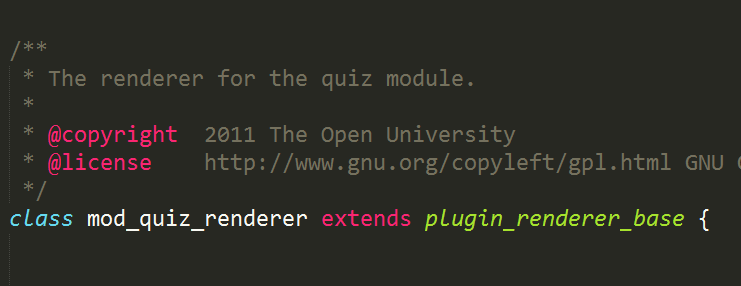 /**
* The renderer for the quiz module.
*
* @copyright  2011 The Open University
* @license    http://www.gnu.org/copyleft/gpl.html GNU
*/
class mod_quiz_renderer extends plugin_renderer_base {